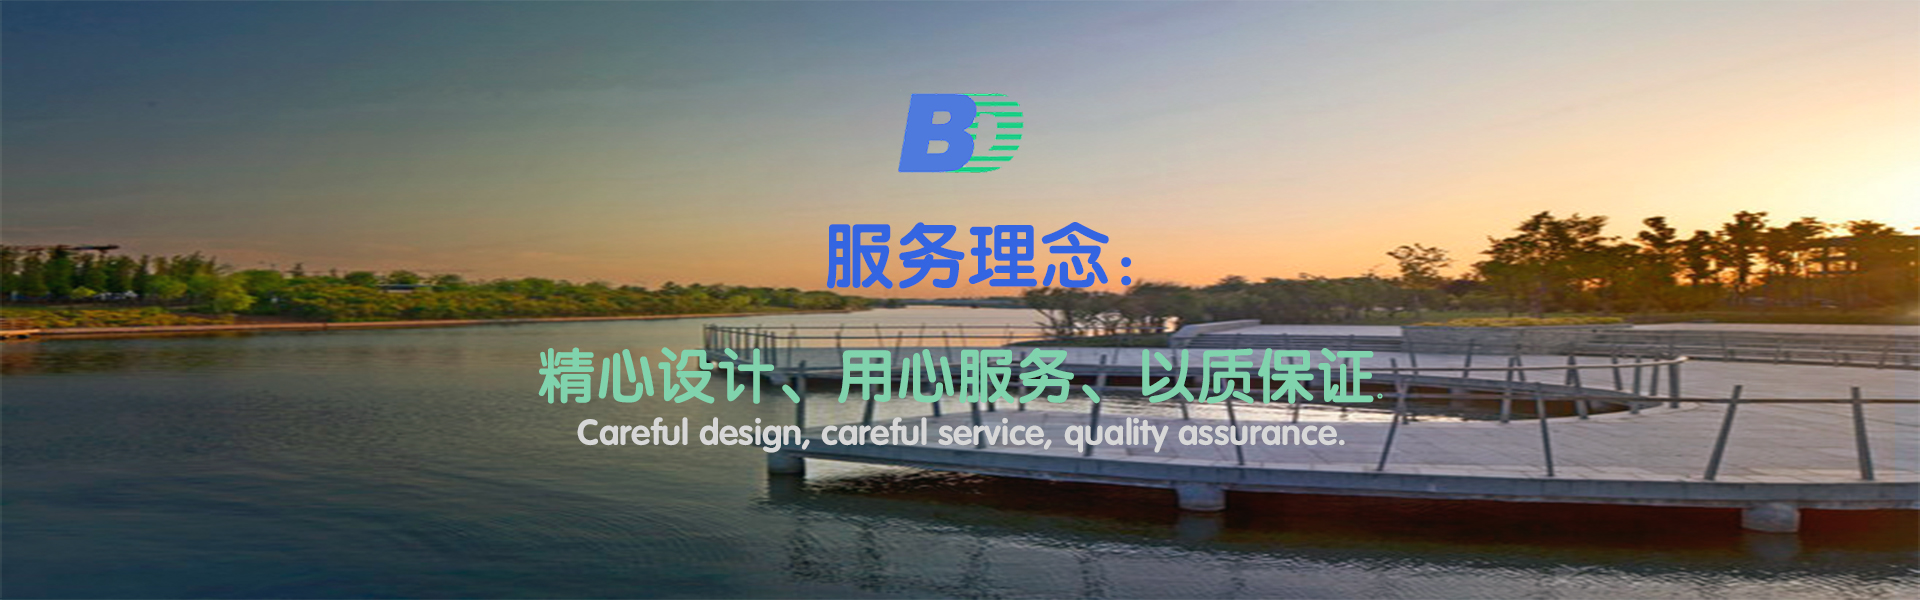 BD
服务理念：
精心设计、用心服务、以质保证.
Careful design, careful service, quality assurance.